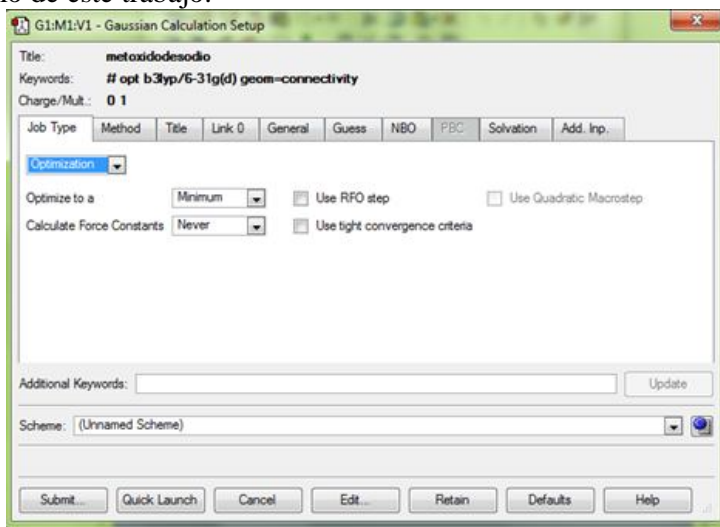 G1:M1:V1 - Gaussian Calculation Setup
Title: metoxidodesodio
Keywords: # opt b3lyp/6-31g(d) geom=connectivity
Charge/Mult.: 0 1
Job Type Method Title Link 0 General Guess NBO PBC Solvation Add. Inp.
Optimization
Optimize to a Minimum Use RFO step Use Quadratic Macrostep
Calculate Force Constants Never Use tight convergence criteria
Additional Keywords: Update
Scheme: (Unnamed Scheme)
Submit... Quick Launch Cancel Edit... Retain Defaults Help